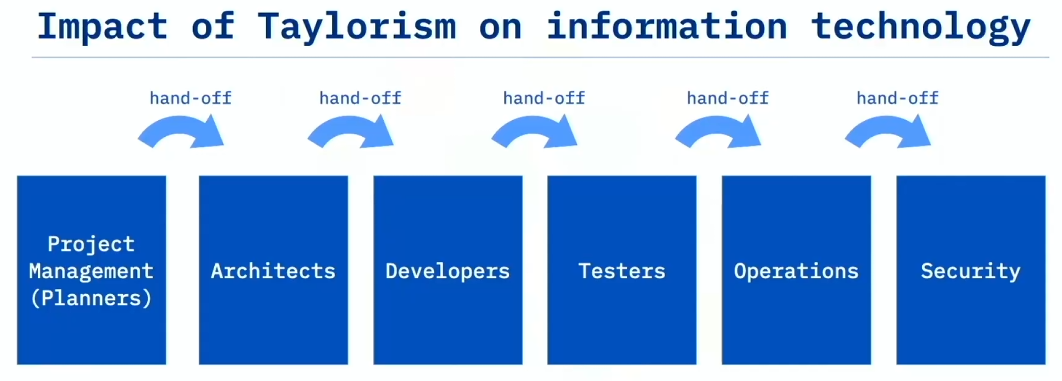 Impact of Taylorism on information technology
hand-off
hand-off
hand-off
hand-off
hand-off
Project
Management
(Planners)
Architects
Developers
Testers
Operations
Security